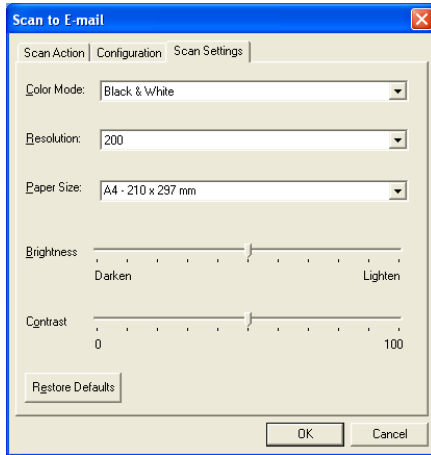 Scan to E-mail
Scan Action Configuration Scan Settings
Color Mode: Black & White
Resolution: 200
Paper Size: A4 - 210 x 297 mm
Brightness
Darken Lighten
Contrast
0 100
Restore Defaults
OK Cancel